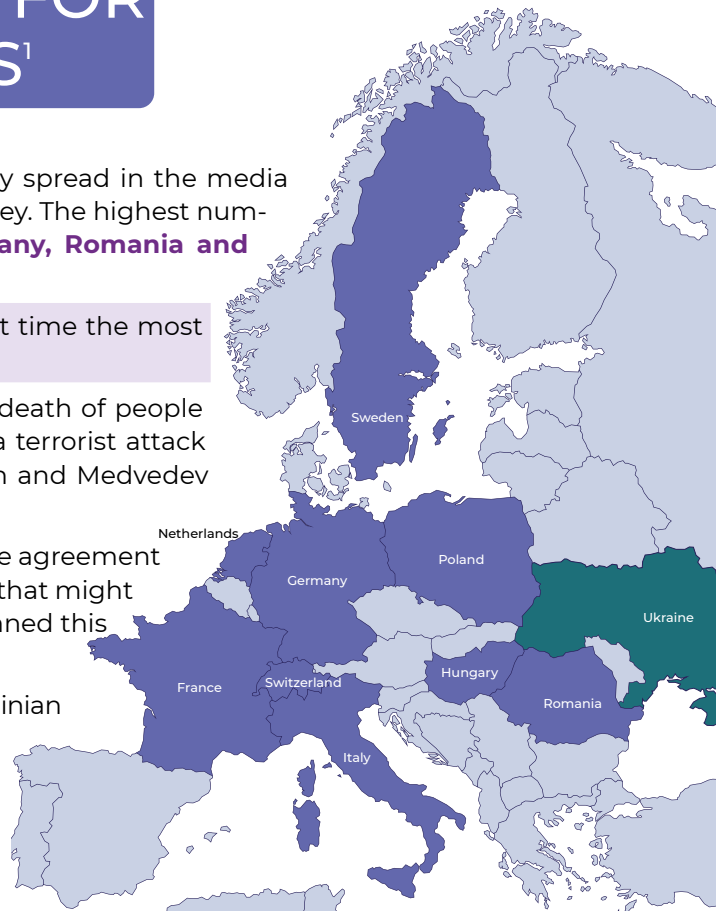 FOR
S¹
y spread in the media
ey. The highest num-
any, Romania and
t time the most
death of people
a terrorist attack
n and Medvedev
e agreement
that might
nned this
inian
Sweden
Netherlands
Poland
Germany
Ukraine
Hungary
Switzerland
France
Romania
Italy